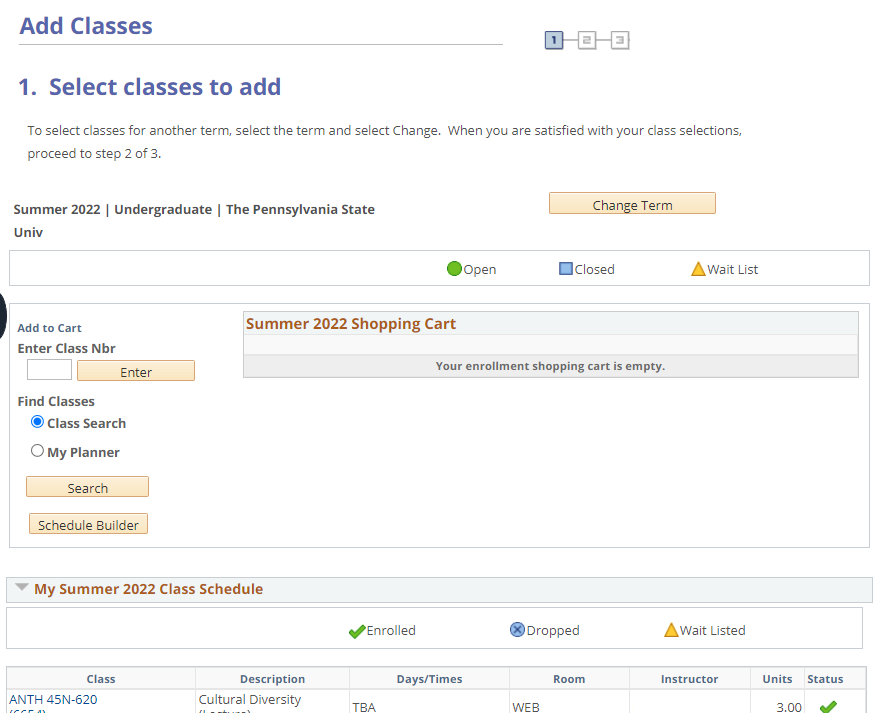 Add Classes
1 2 3
1. Select classes to add
To select classes for another term, select the term and select Change. When you are satisfied with your class selections,
proceed to step 2 of 3.
Summer 2022 | Undergraduate | The Pennsylvania State
Univ
Change Term
Open Closed Wait List
Add to Cart
Enter Class Nbr
Enter
Find Classes
Class Search
My Planner
Search
Schedule Builder
Summer 2022 Shopping Cart
Your enrollment shopping cart is empty.
My Summer 2022 Class Schedule
Enrolled Dropped Wait Listed
Class Description Days/Times Room Instructor Units Status
ANTH 45N-620 Cultural Diversity
TBA WEB 3.00